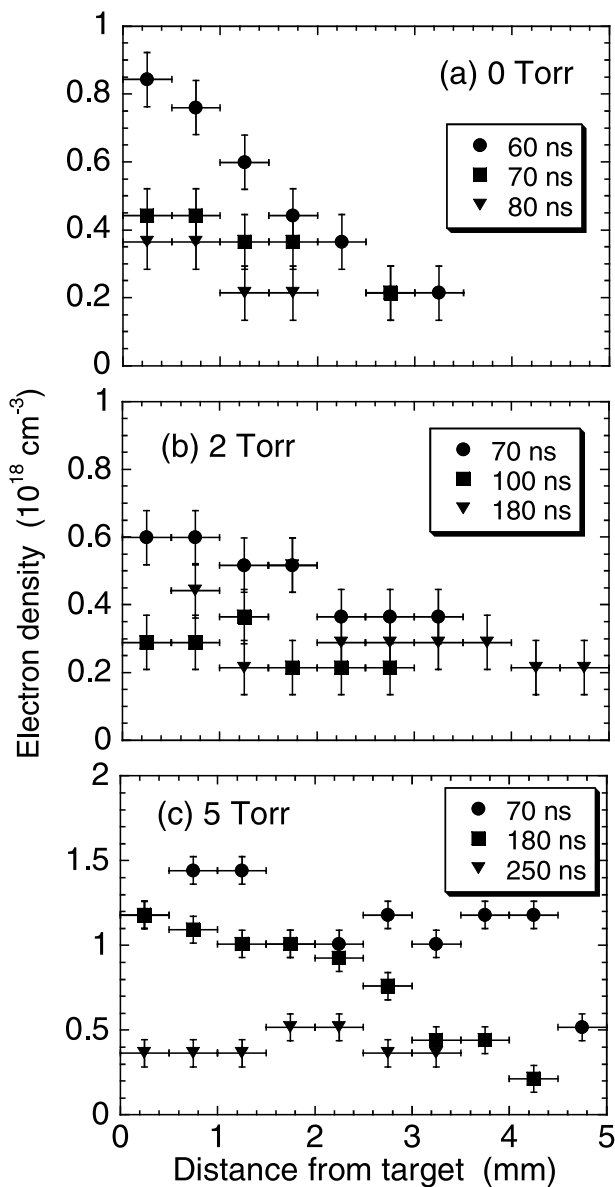 1
(a) 0 Torr
0.8
60 ns
70 ns
80 ns
0.6
0.4
0.2
0
1
(b) 2 Torr
0.8
70 ns
100 ns
180 ns
0.6
0.4
0.2
0
Electron density (10¹⁸ cm⁻³)
2
(c) 5 Torr
70 ns
180 ns
250 ns
1.5
1
0.5
0
0 1 2 3 4 5
Distance from target (mm)